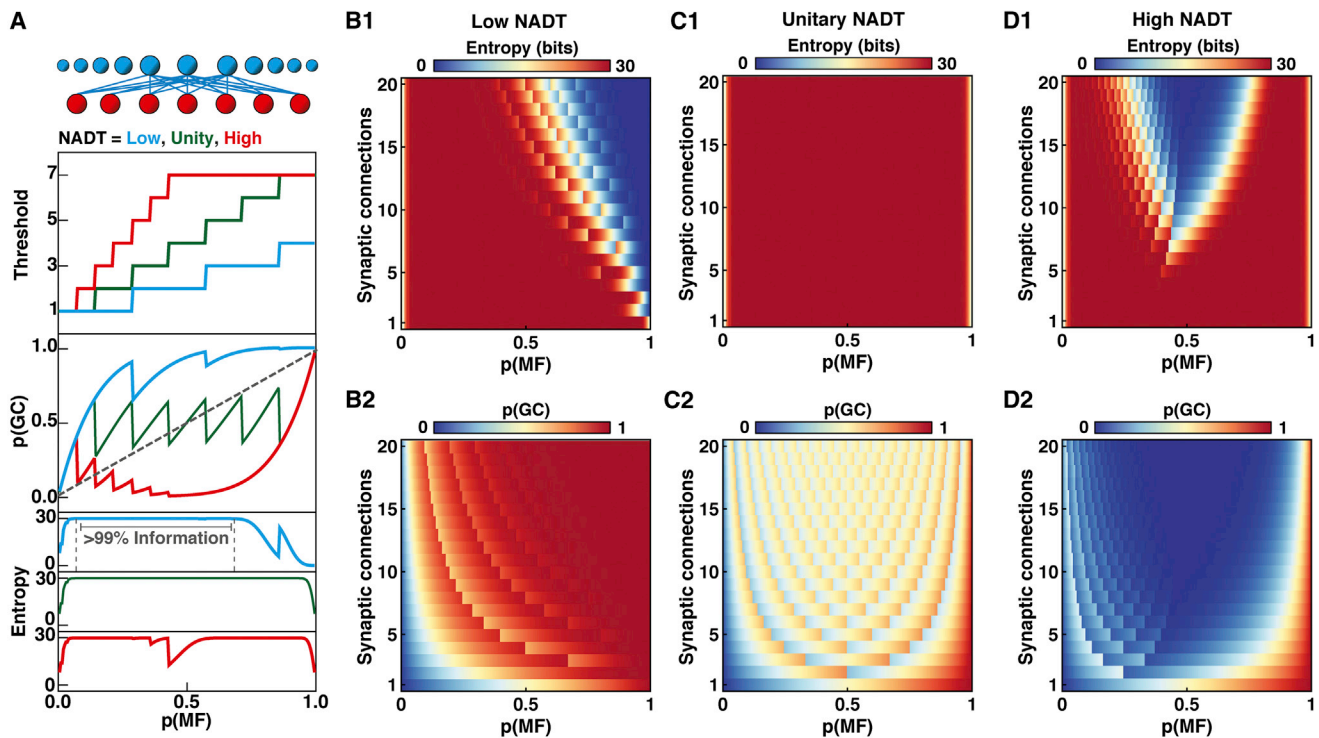 A
NADT = Low, Unity, High
Threshold
7
5
3
1
p(GC)
1.0
0.5
0.0
Entropy
30
>99% Information
0
30
0
30
0
0.0 0.5 1.0
p(MF)
B1
Low NADT
Entropy (bits)
0 30
Synaptic connections
20
15
10
5
1
0 0.5 1
p(MF)
C1
Unitary NADT
Entropy (bits)
0 30
Synaptic connections
20
15
10
5
1
0 0.5 1
p(MF)
D1
High NADT
Entropy (bits)
0 30
Synaptic connections
20
15
10
5
1
0 0.5 1
p(MF)
B2
p(GC)
0 1
Synaptic connections
20
15
10
5
1
0 0.5 1
p(MF)
C2
p(GC)
0 1
Synaptic connections
20
15
10
5
1
0 0.5 1
p(MF)
D2
p(GC)
0 1
Synaptic connections
20
15
10
5
1
0 0.5 1
p(MF)